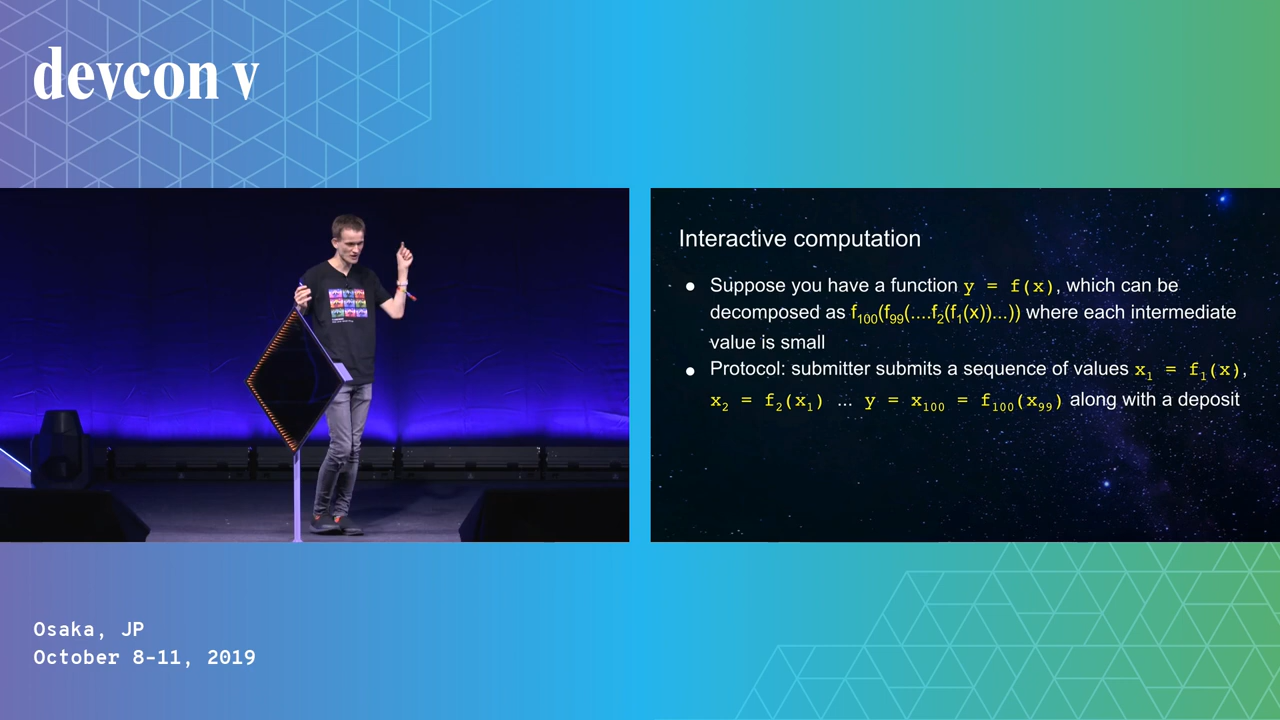 devcon v
Interactive computation
● Suppose you have a function y = f(x), which can be
decomposed as f₁₀₀(f₉₉(....f₂(f₁(x))...)) where each intermediate
value is small
● Protocol: submitter submits a sequence of values x₁ = f₁(x),
x₂ = f₂(x₁) ... y = x₁₀₀ = f₁₀₀(x₉₉) along with a deposit
Osaka, JP
October 8-11, 2019